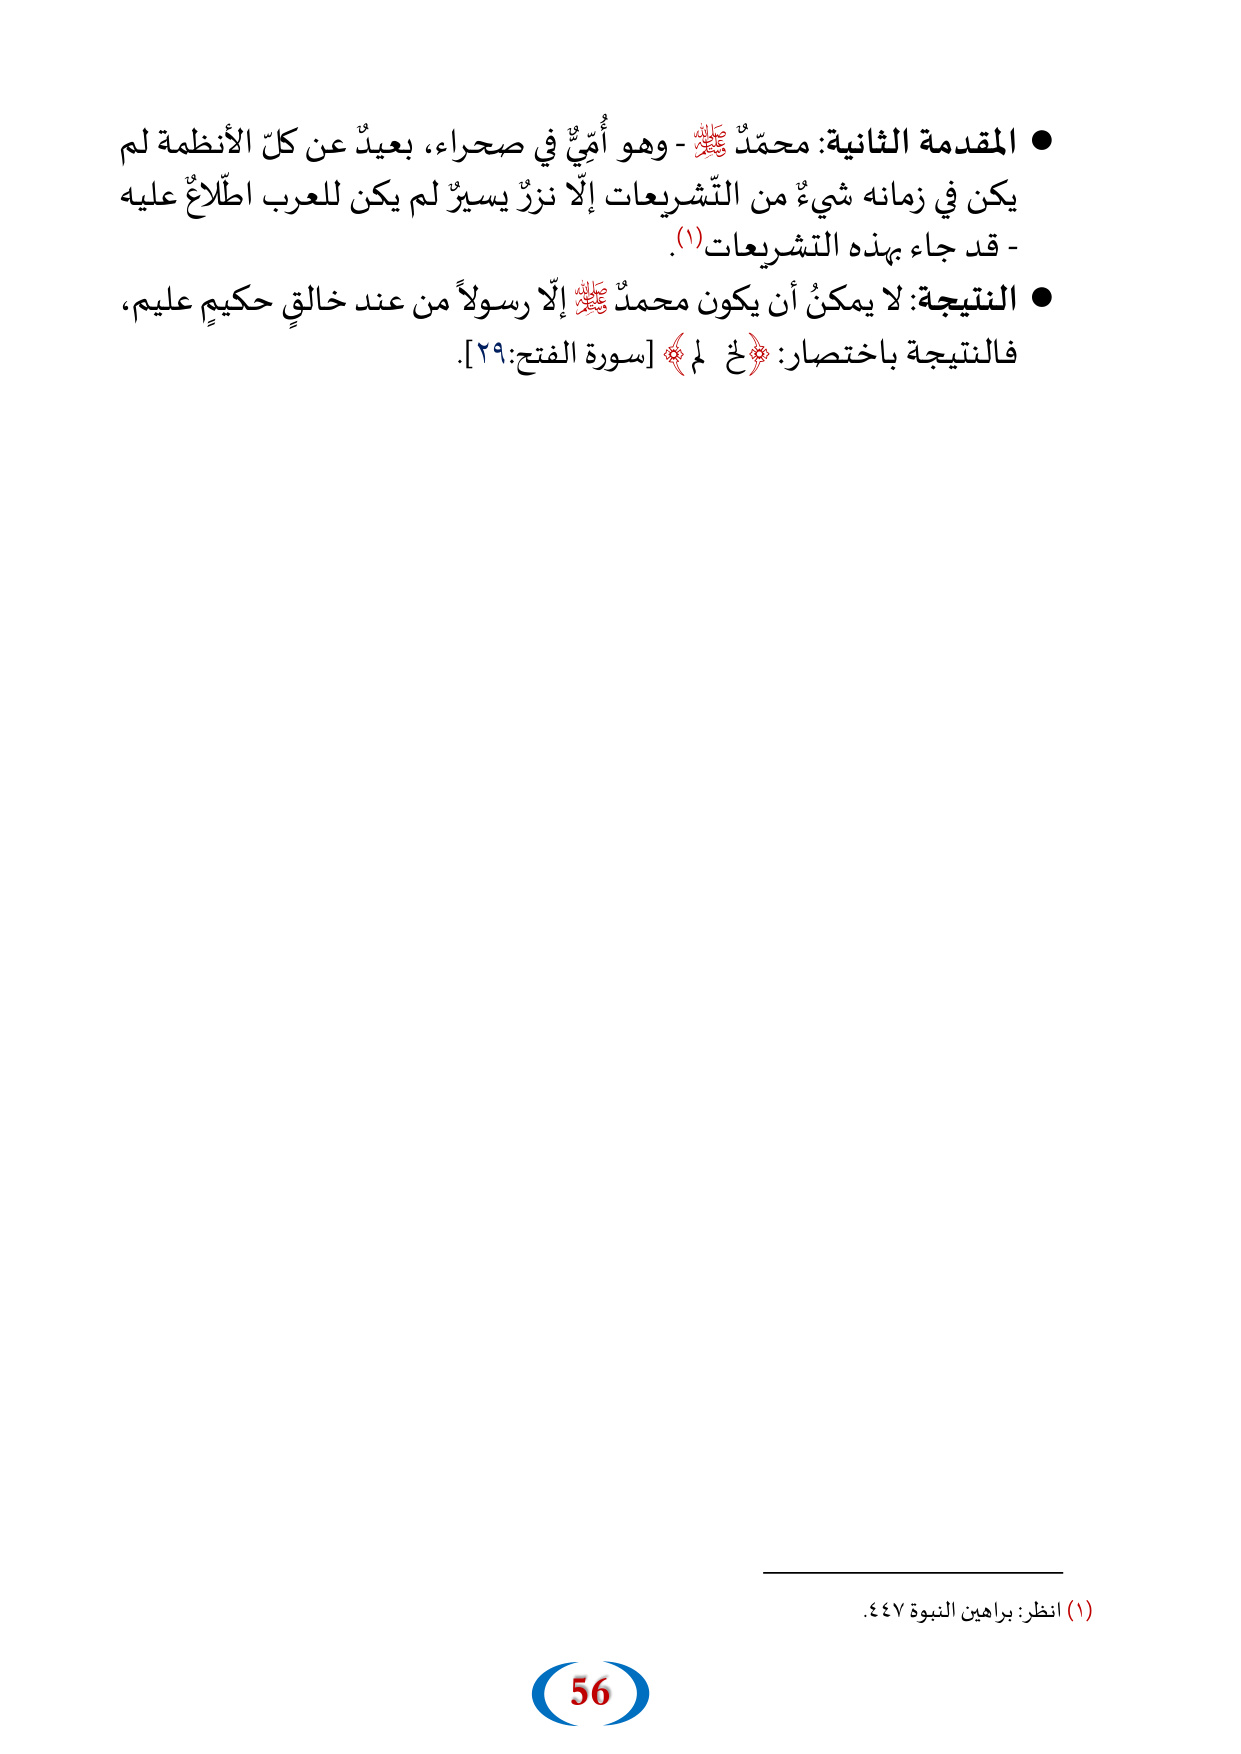 ● المقدمة الثانية: محمّدٌ ﷺ - وهو أُمِّيٌّ في صحراء، بعيدٌ عن كلّ الأنظمة لم
يكن في زمانه شيءٌ من التّشريعات إلّا نزرٌ يسيرٌ لم يكن للعرب اطّلاعٌ عليه
- قد جاء بهذه التشريعات(١).
● النتيجة: لا يمكنُ أن يكون محمدٌ ﷺ إلّا رسولاً من عند خالقٍ حكيمٍ عليم،
فالنتيجة باختصار: ﴿لخ لم﴾ [سورة الفتح:٢٩].
(١) انظر: براهين النبوة ٤٤٧.
56